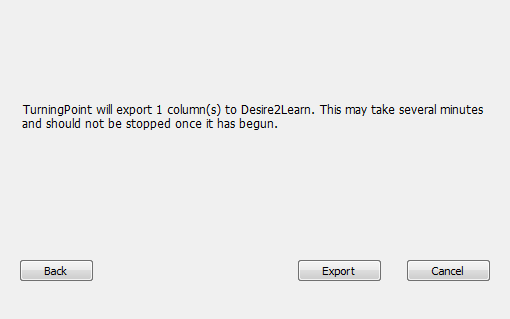 TurningPoint will export 1 column(s) to Desire2Learn. This may take several minutes
and should not be stopped once it has begun.
Back
Export
Cancel